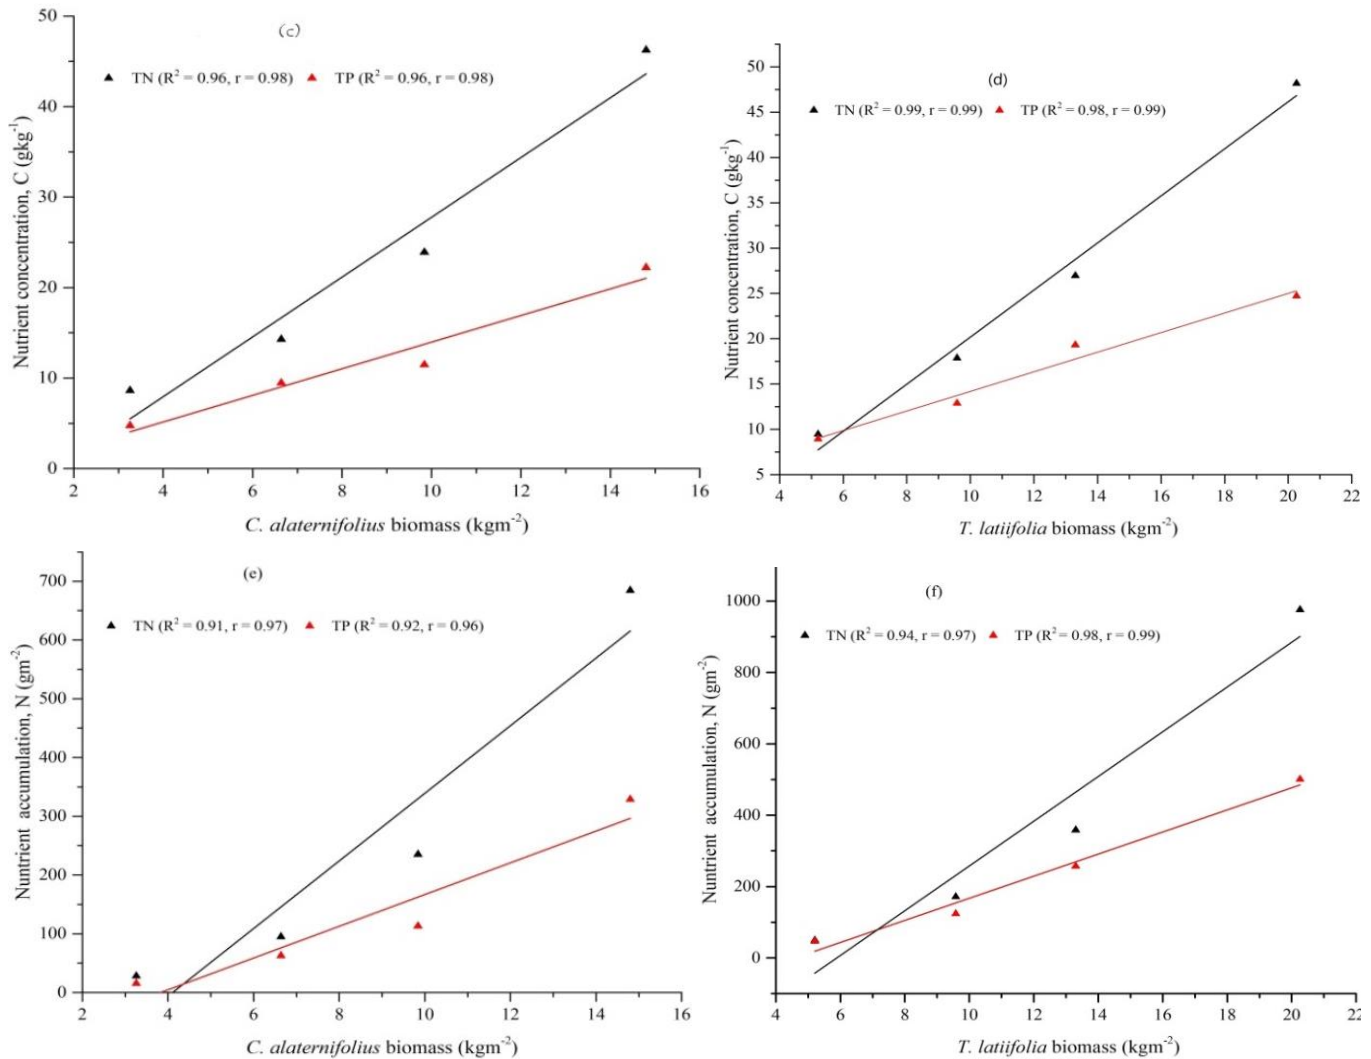 (c)
TN (R² = 0.96, r = 0.98) TP (R² = 0.96, r = 0.98)
Nutrient concentration, C (gkg⁻¹)
50
40
30
20
10
0
2 4 6 8 10 12 14 16
C. alaternifolius biomass (kgm⁻²)
(d)
TN (R² = 0.99, r = 0.99) TP (R² = 0.98, r = 0.99)
Nutrient concentration, C (gkg⁻¹)
50
45
40
35
30
25
20
15
10
5
4 6 8 10 12 14 16 18 20 22
T. latiifolia biomass (kgm⁻²)
(e)
TN (R² = 0.91, r = 0.97) TP (R² = 0.92, r = 0.96)
Nuntrient accumulation, N (gm⁻²)
700
600
500
400
300
200
100
0
2 4 6 8 10 12 14 16
C. alaternifolius biomass (kgm⁻²)
(f)
TN (R² = 0.94, r = 0.97) TP (R² = 0.98, r = 0.99)
Nuntrient accumulation, N (gm⁻²)
1000
800
600
400
200
0
4 6 8 10 12 14 16 18 20 22
T. latiifolia biomass (kgm⁻²)